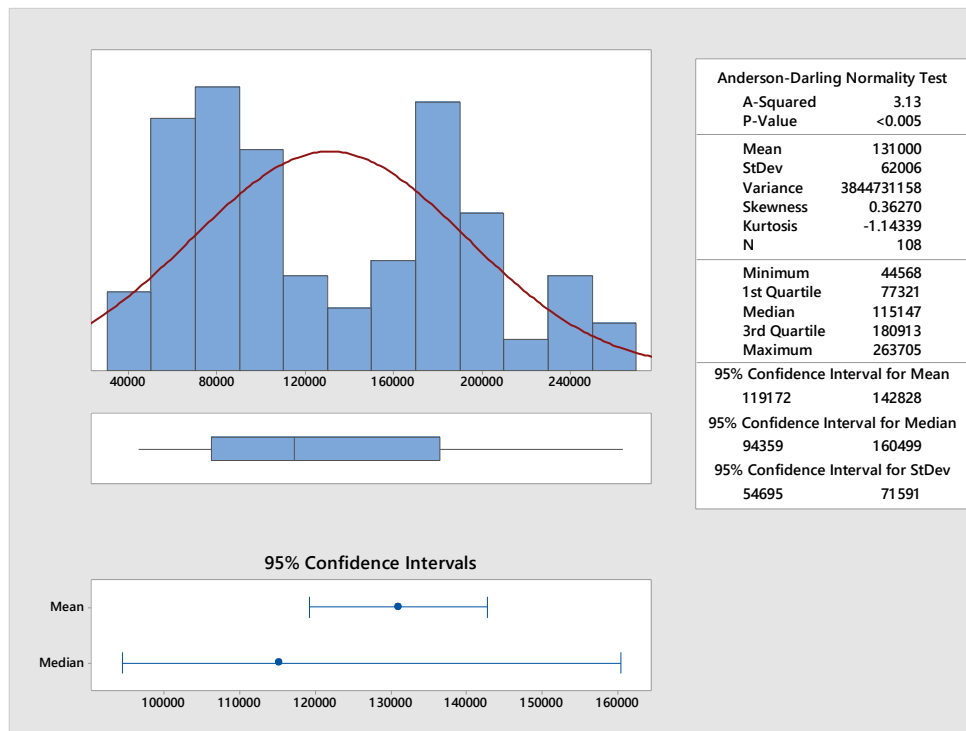 40000 80000 120000 160000 200000 240000
Anderson-Darling Normality Test
A-Squared 3.13
P-Value <0.005
Mean 131000
StDev 62006
Variance 3844731158
Skewness 0.36270
Kurtosis -1.14339
N 108
Minimum 44568
1st Quartile 77321
Median 115147
3rd Quartile 180913
Maximum 263705
95% Confidence Interval for Mean
119172 142828
95% Confidence Interval for Median
94359 160499
95% Confidence Interval for StDev
54695 71591
95% Confidence Intervals
Mean
Median
100000 110000 120000 130000 140000 150000 160000